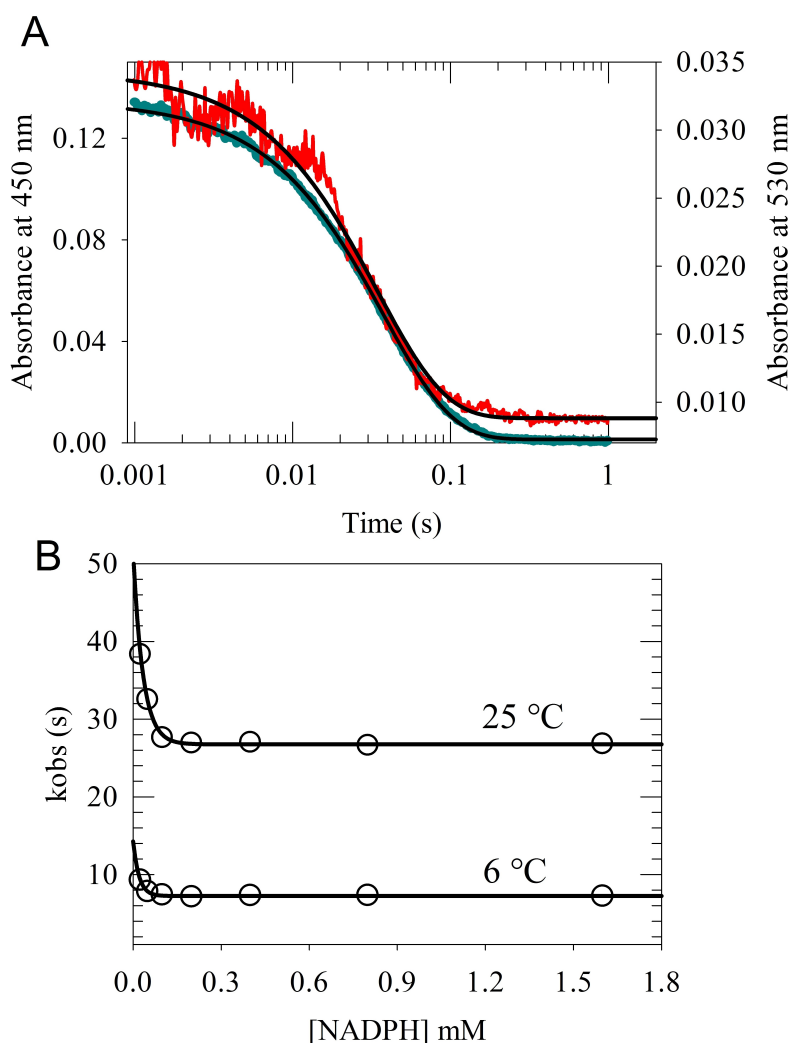 A
0.035
0.12
0.030
0.025
0.08
0.020
0.04
0.015
0.010
0.00
Absorbance at 450 nm
Absorbance at 530 nm
0.001 0.01 0.1 1
Time (s)
B
50
40
30
20
10
kobs (s)
25 °C
6 °C
0.0 0.3 0.6 0.9 1.2 1.5 1.8
[NADPH] mM